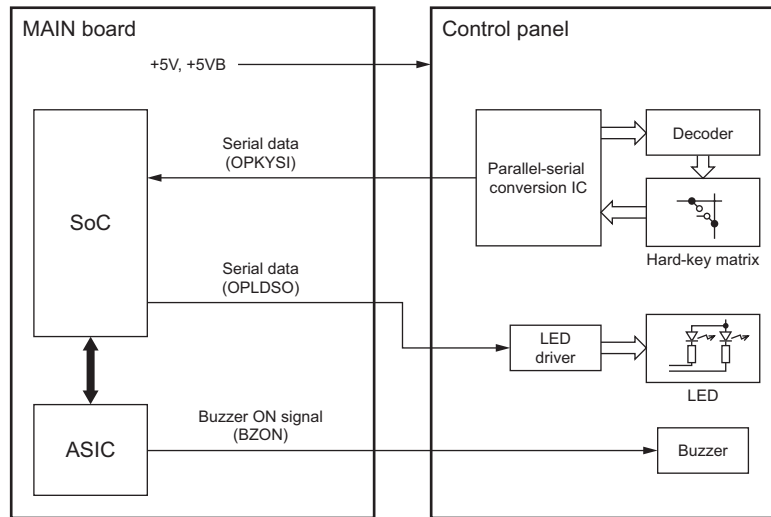 MAIN board
Control panel
+5V, +5VB
Serial data
(OPKYSI)
Parallel-serial
conversion IC
Decoder
SoC
Hard-key matrix
Serial data
(OPLDSO)
LED
driver
LED
Buzzer ON signal
(BZON)
ASIC
Buzzer